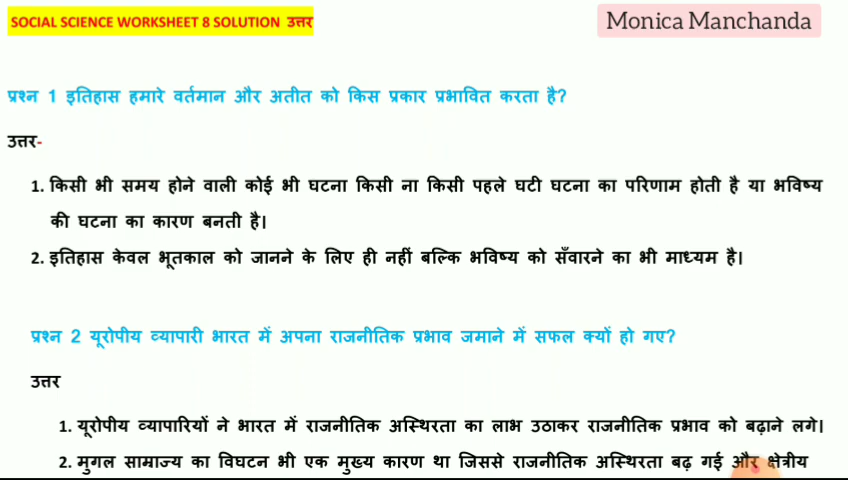 SOCIAL SCIENCE WORKSHEET 8 SOLUTION उत्तर
Monica Manchanda
प्रश्न 1 इतिहास हमारे वर्तमान और अतीत को किस प्रकार प्रभावित करता है?
उत्तर-
1. किसी भी समय होने वाली कोई भी घटना किसी ना किसी पहले घटी घटना का परिणाम होती है या भविष्य
की घटना का कारण बनती है।
2. इतिहास केवल भूतकाल को जानने के लिए ही नहीं बल्कि भविष्य को सँवारने का भी माध्यम है।
प्रश्न 2 यूरोपीय व्यापारी भारत में अपना राजनीतिक प्रभाव जमाने में सफल क्यों हो गए?
उत्तर
1. यूरोपीय व्यापारियों ने भारत में राजनीतिक अस्थिरता का लाभ उठाकर राजनीतिक प्रभाव को बढ़ाने लगे।
2. मुगल साम्राज्य का विघटन भी एक मुख्य कारण था जिससे राजनीतिक अस्थिरता बढ़ गई और क्षेत्रीय